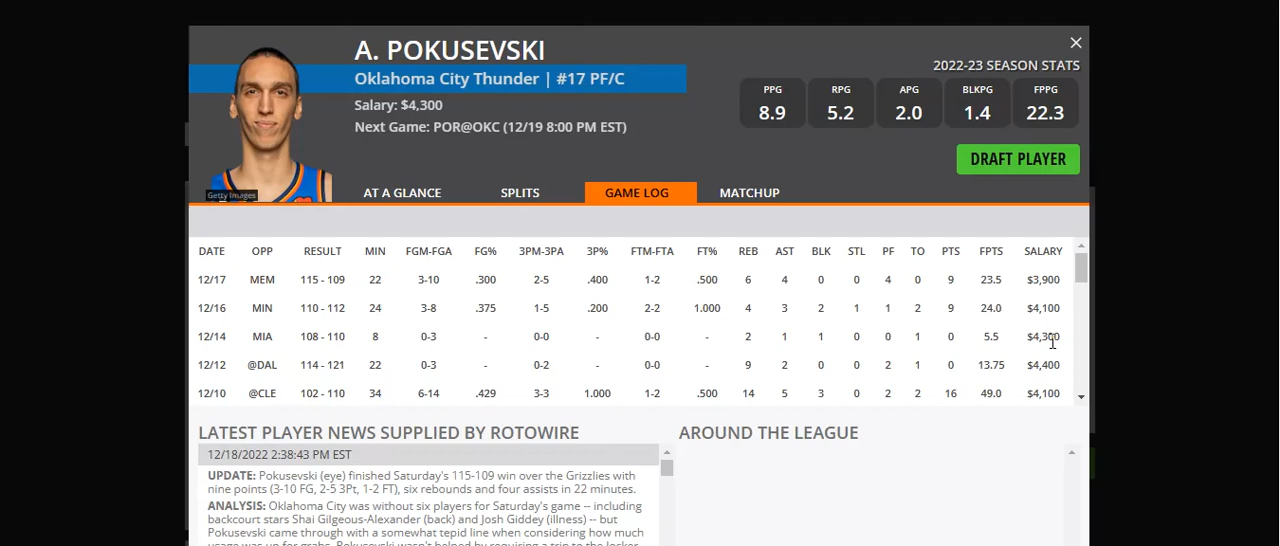 A. POKUSEVSKI
Oklahoma City Thunder | #17 PF/C
Salary: $4,300
Next Game: POR@OKC (12/19 8:00 PM EST)
Getty Images
2022-23 SEASON STATS
PPG RPG APG BLKPG FPPG
8.9 5.2 2.0 1.4 22.3
DRAFT PLAYER
AT A GLANCE SPLITS GAME LOG MATCHUP
DATE OPP RESULT MIN FGM-FGA FG% 3PM-3PA 3P% FTM-FTA FT% REB AST BLK STL PF TO PTS FPTS SALARY
12/17 MEM 115 - 109 22 3-10 .300 2-5 .400 1-2 .500 6 4 0 0 4 0 9 23.5 $3,900
12/16 MIN 110 - 112 24 3-8 .375 1-5 .200 2-2 1.000 4 3 2 1 1 2 9 24.0 $4,100
12/14 MIA 108 - 110 8 0-3 - 0-0 - 0-0 - 2 1 1 0 0 1 0 5.5 $4,300
12/12 @DAL 114 - 121 22 0-3 - 0-2 - 0-0 - 9 2 0 0 2 1 0 13.75 $4,400
12/10 @CLE 102 - 110 34 6-14 .429 3-3 1.000 1-2 .500 14 5 3 0 2 2 16 49.0 $4,100
LATEST PLAYER NEWS SUPPLIED BY ROTOWIRE
12/18/2022 2:38:43 PM EST
UPDATE: Pokusevski (eye) finished Saturday's 115-109 win over the Grizzlies with
nine points (3-10 FG, 2-5 3Pt, 1-2 FT), six rebounds and four assists in 22 minutes.
ANALYSIS: Oklahoma City was without six players for Saturday's game -- including
backcourt stars Shai Gilgeous-Alexander (back) and Josh Giddey (illness) -- but
Pokusevski came through with a somewhat tepid line when considering how much
usage was up for grabs. Pokusevski wasn't helped by requiring a trip to the locker
AROUND THE LEAGUE